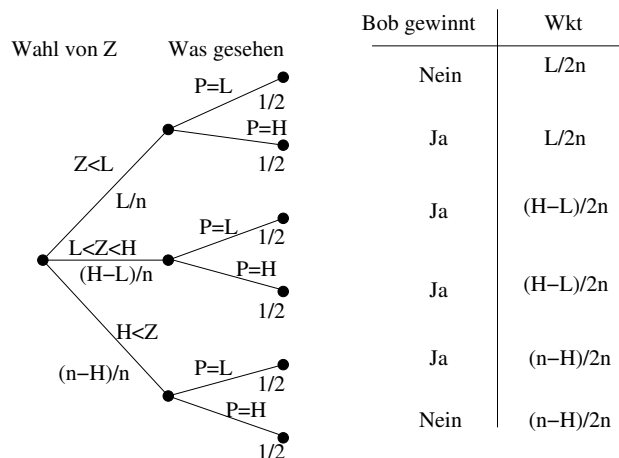 Bob gewinnt Wkt
Wahl von Z Was gesehen
P=L
1/2
Nein L/2n
P=H
1/2
Ja L/2n
Z<L
L/n
P=L
1/2
Ja (H−L)/2n
L<Z<H
(H−L)/n
P=H
1/2
Ja (H−L)/2n
H<Z
(n−H)/n
P=L
1/2
Ja (n−H)/2n
P=H
1/2
Nein (n−H)/2n